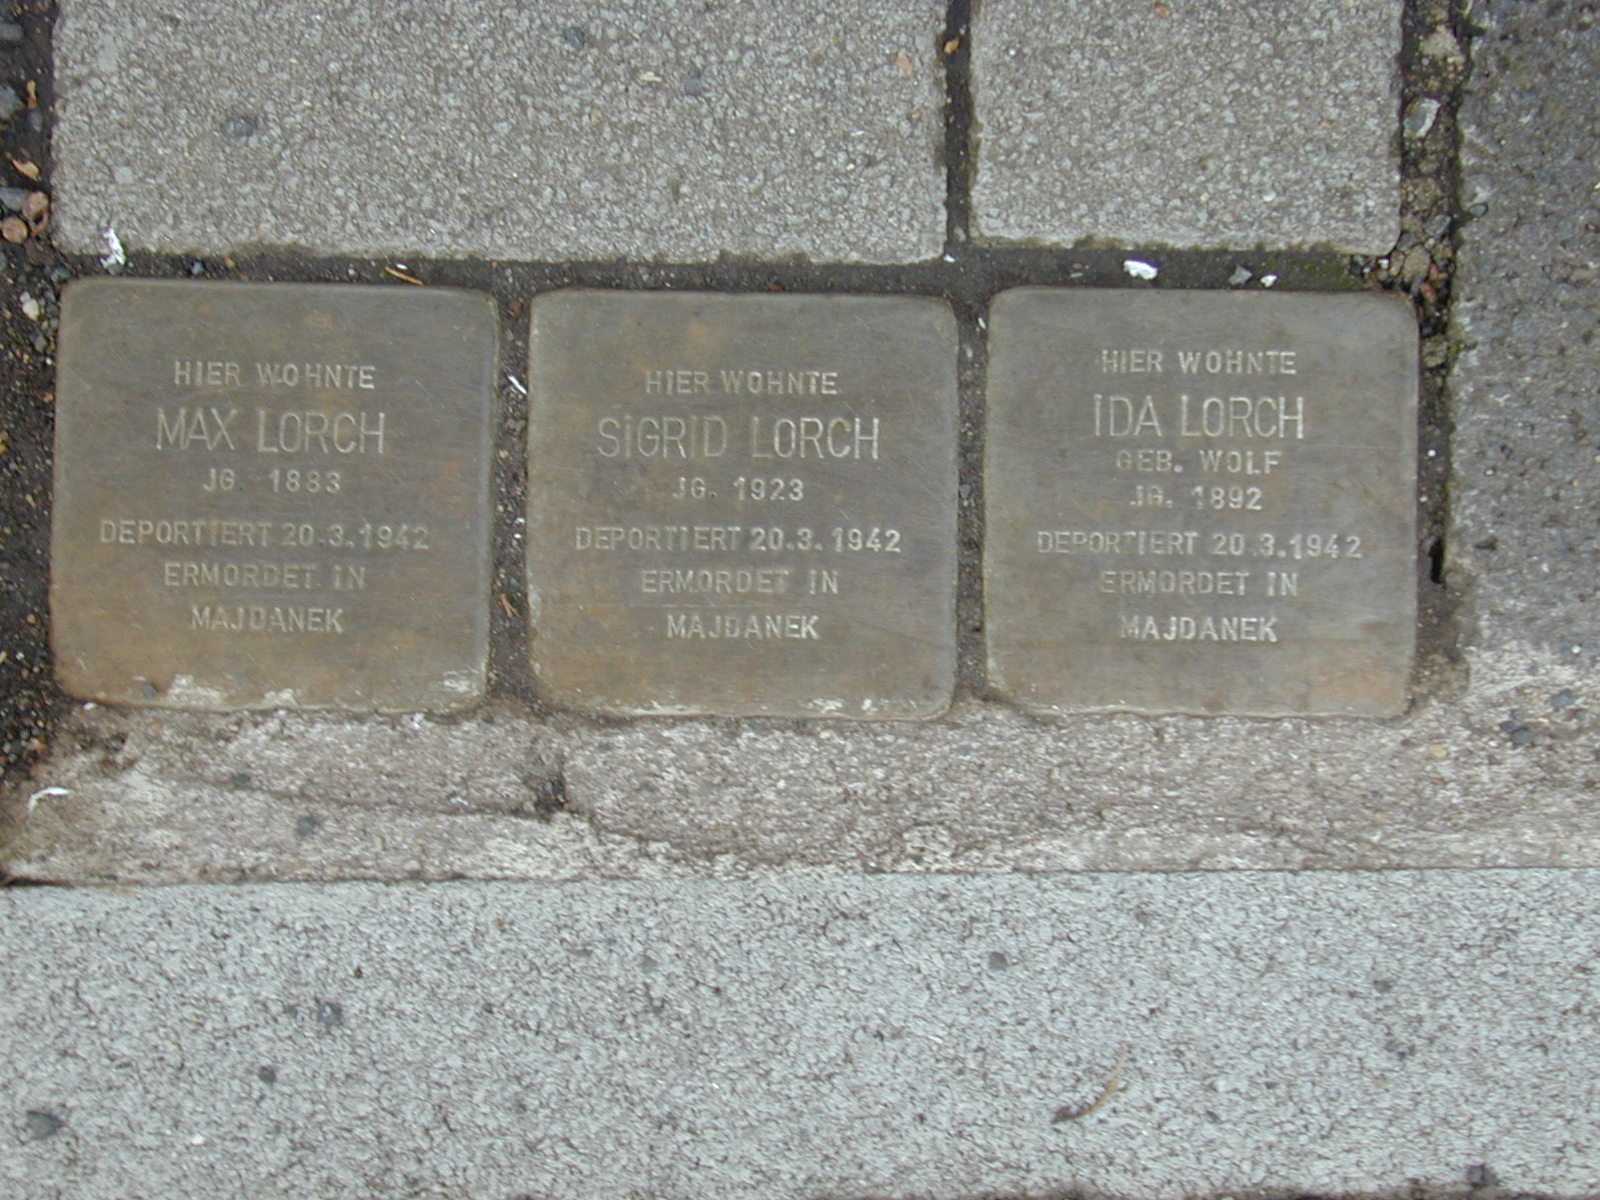 HIER WOHNTE
MAX LORCH
JG. 1883
DEPORTIERT 20.3.1942
ERMORDET IN
MAJDANEK
HIER WOHNTE
SIGRID LORCH
JG. 1923
DEPORTIERT 20.3.1942
ERMORDET IN
MAJDANEK
HIER WOHNTE
IDA LORCH
GEB. WOLF
JG. 1892
DEPORTIERT 20.3.1942
ERMORDET IN
MAJDANEK